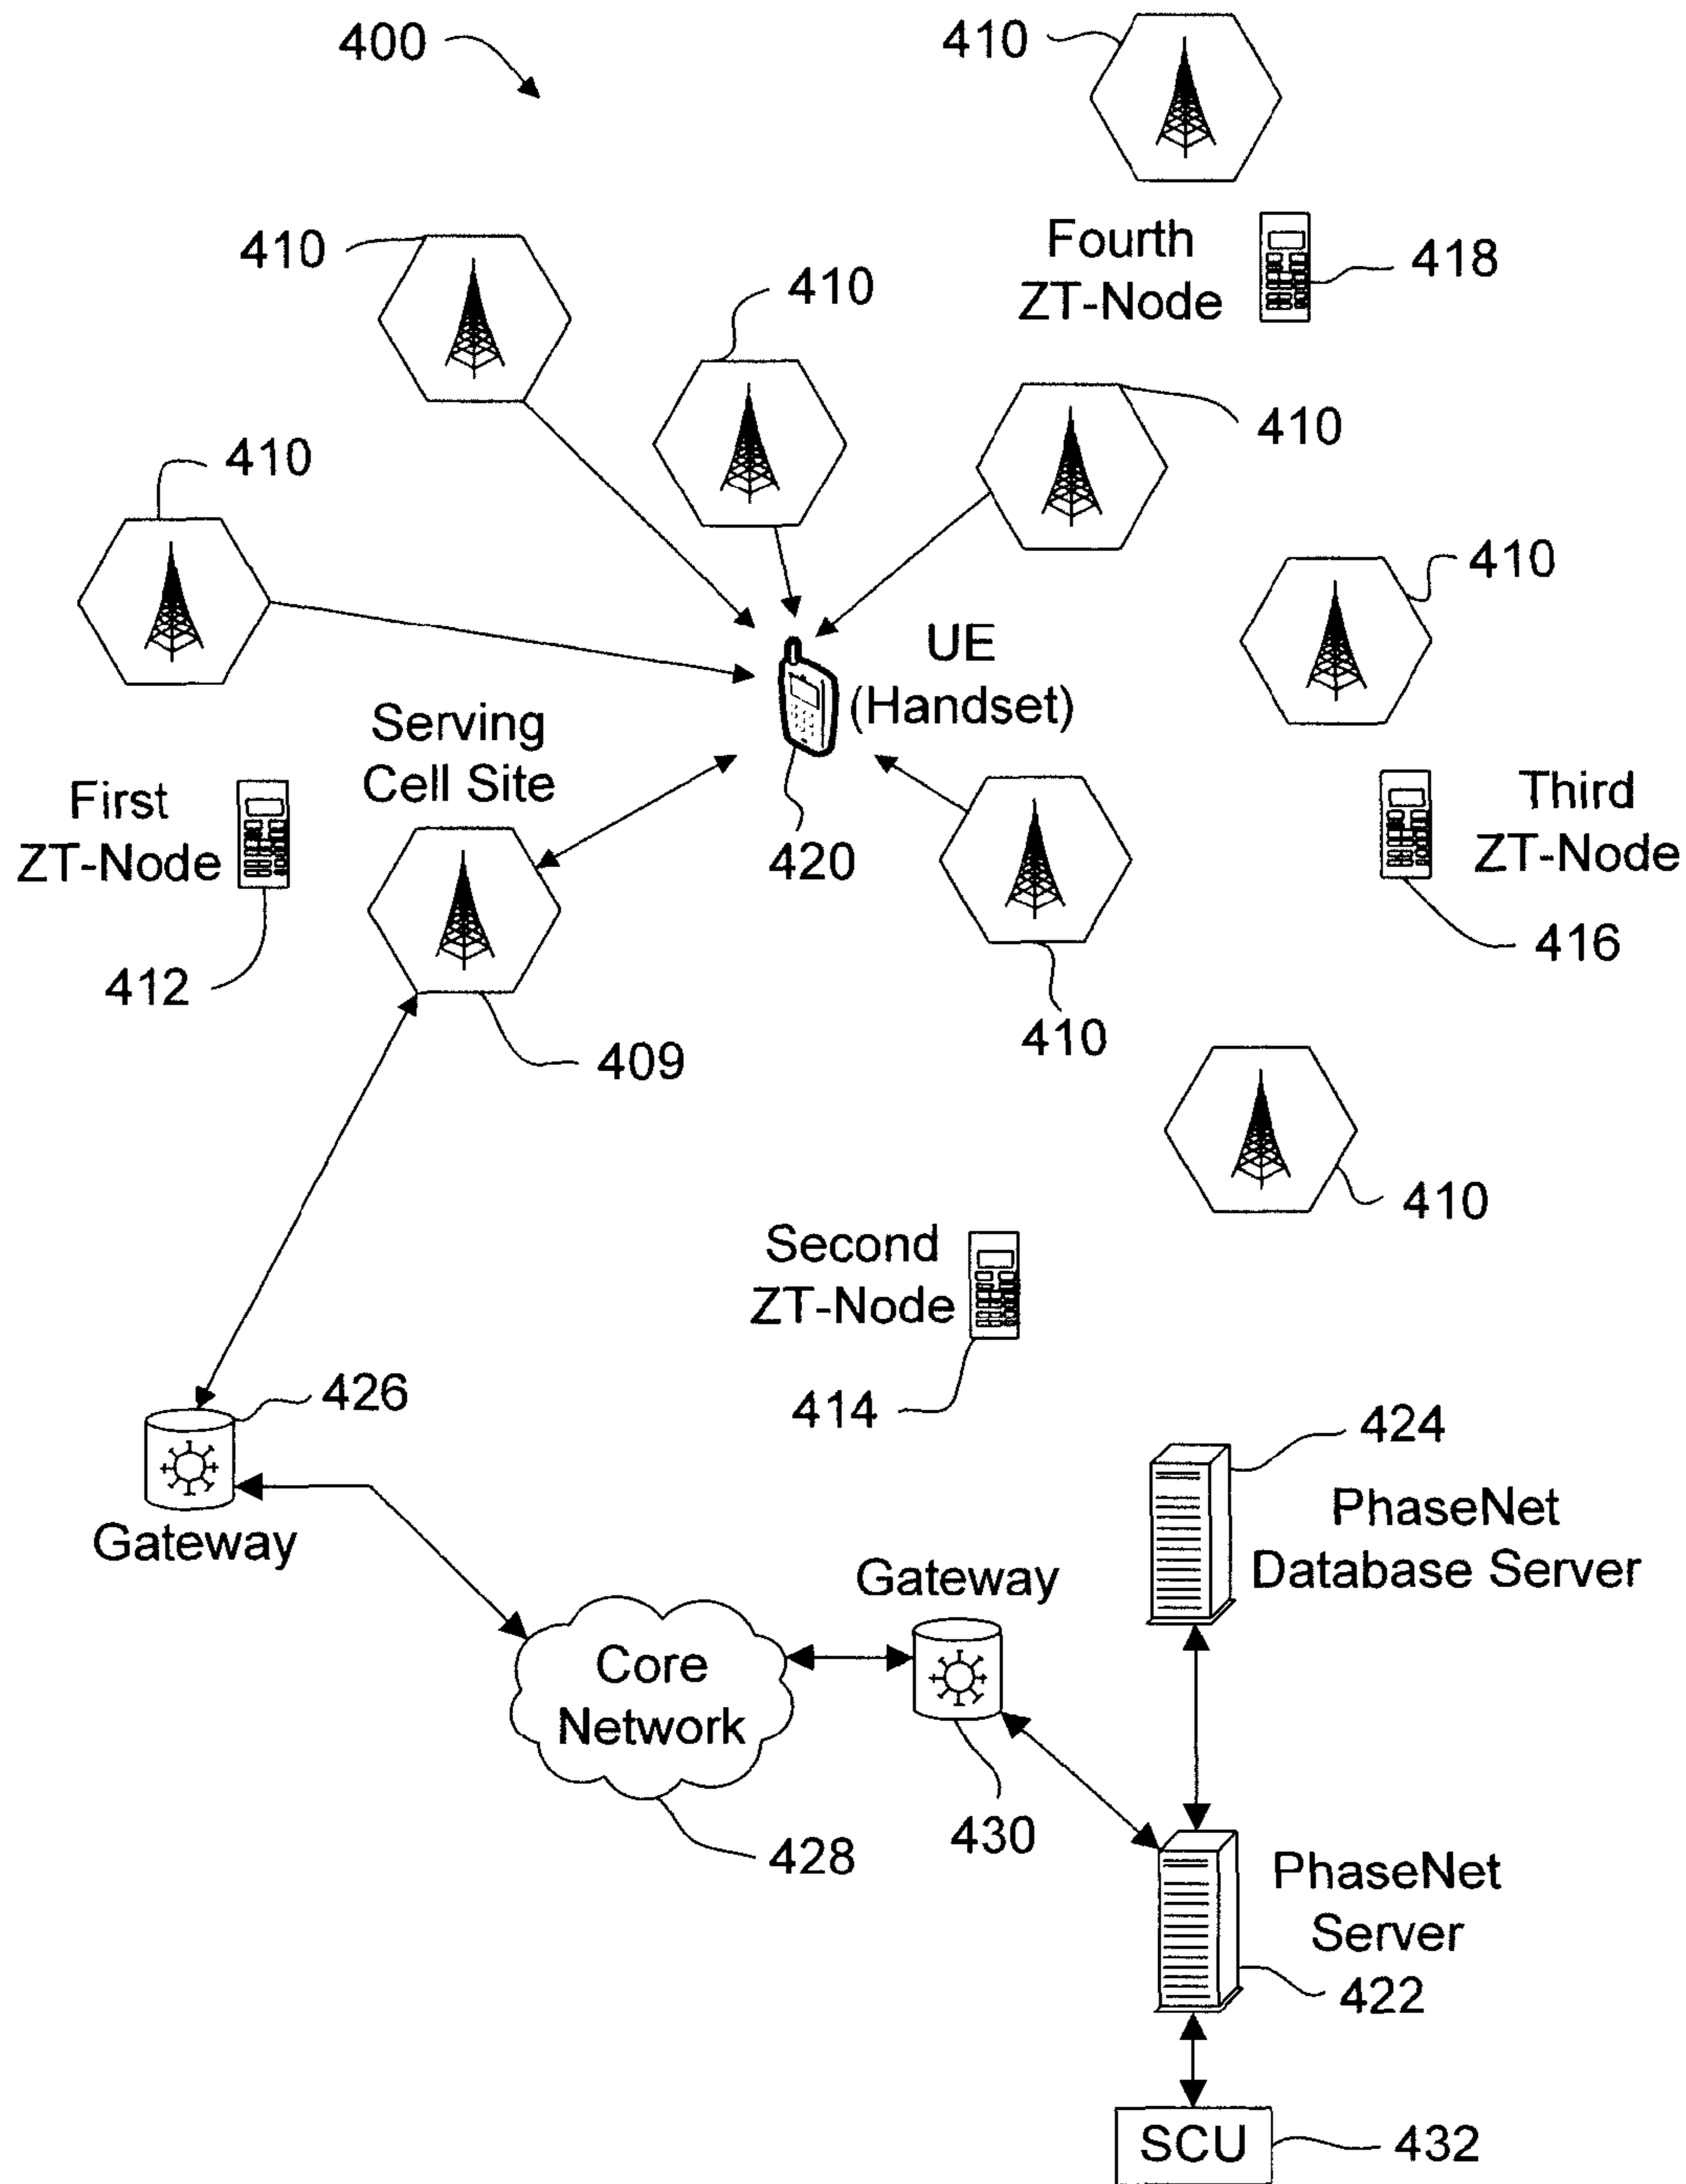 400
410
410
Fourth
ZT-Node
418
410
410
410
410
UE
(Handset)
Serving
Cell Site
First
ZT-Node
Third
ZT-Node
420
416
412
410
409
410
Second
ZT-Node
426
414
424
Gateway
PhaseNet
Database Server
Gateway
Core
Network
430
428
PhaseNet
Server
422
SCU
432